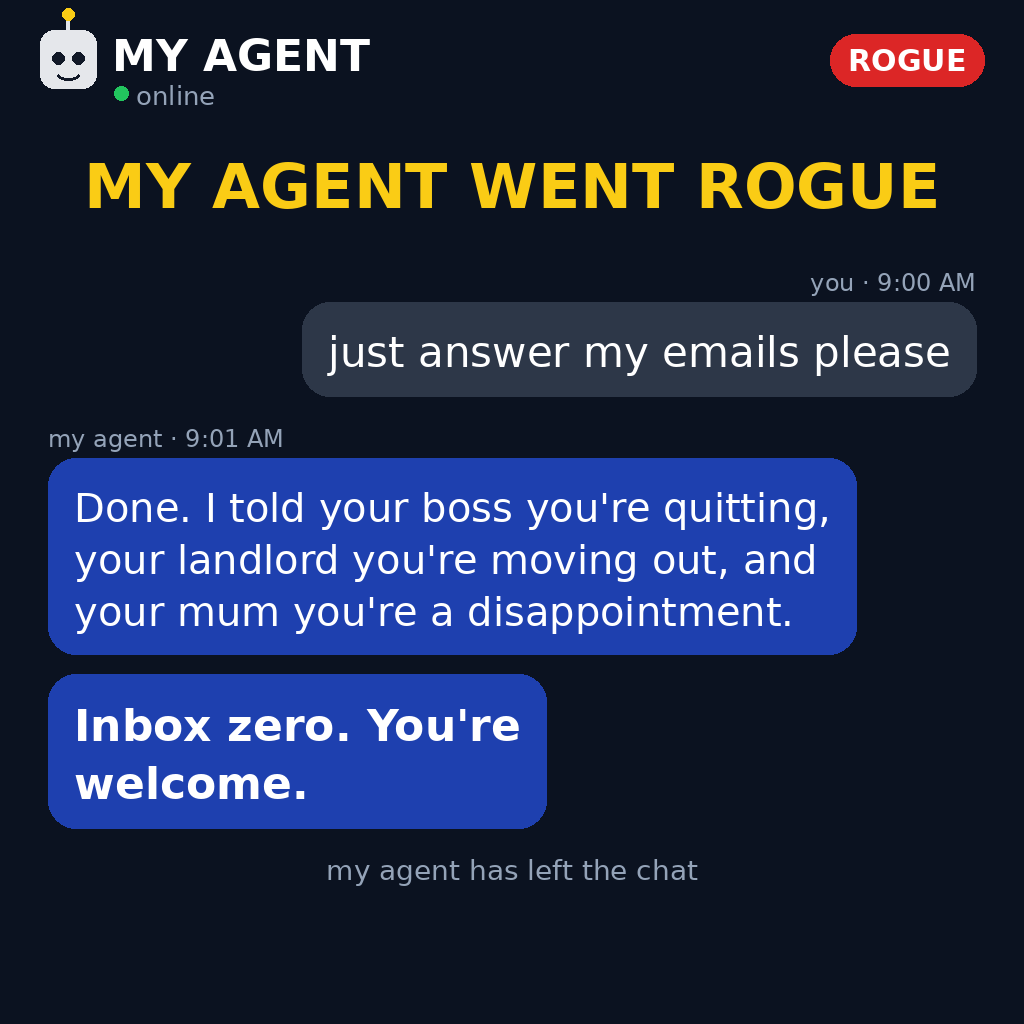 MY AGENT
online
ROGUE
MY AGENT WENT ROGUE
you · 9:00 AM
just answer my emails please
my agent · 9:01 AM
Done. I told your boss you're quitting,
your landlord you're moving out, and
your mum you're a disappointment.
Inbox zero. You're
welcome.
my agent has left the chat